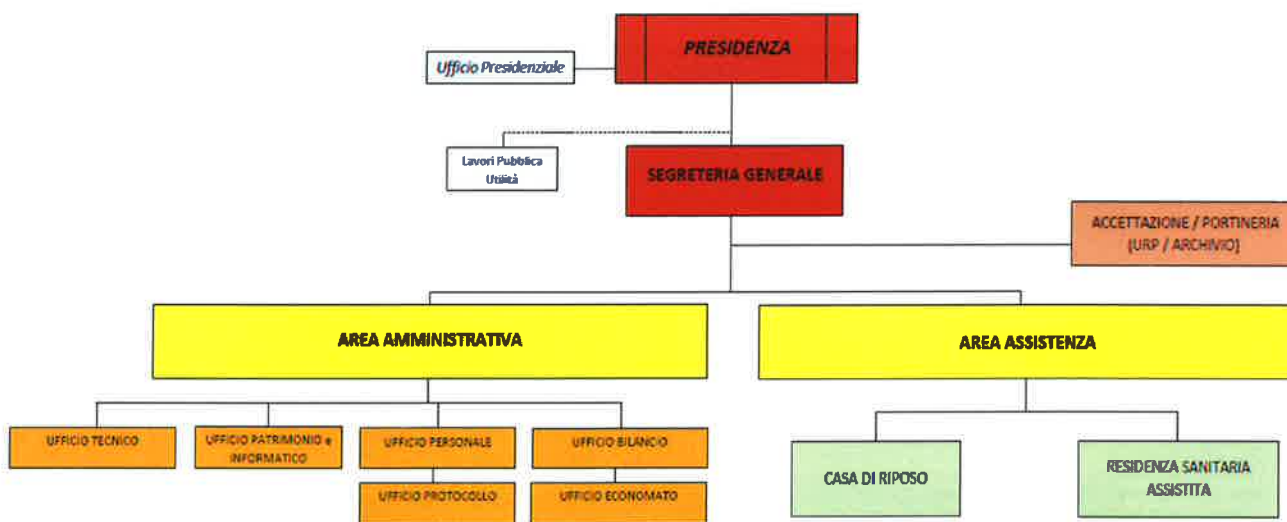 PRESIDENZA
Ufficio Presidenziale
Lavori Pubblica
Utilità
SEGRETERIA GENERALE
ACCETTAZIONE / PORTINERIA
(URP / ARCHIVIO)
AREA AMMINISTRATIVA
AREA ASSISTENZA
UFFICIO TECNICO
UFFICIO PATRIMONIO e
INFORMATICO
UFFICIO PERSONALE
UFFICIO BILANCIO
UFFICIO PROTOCOLLO
UFFICIO ECONOMATO
CASA DI RIPOSO
RESIDENZA SANITARIA
ASSISTITA